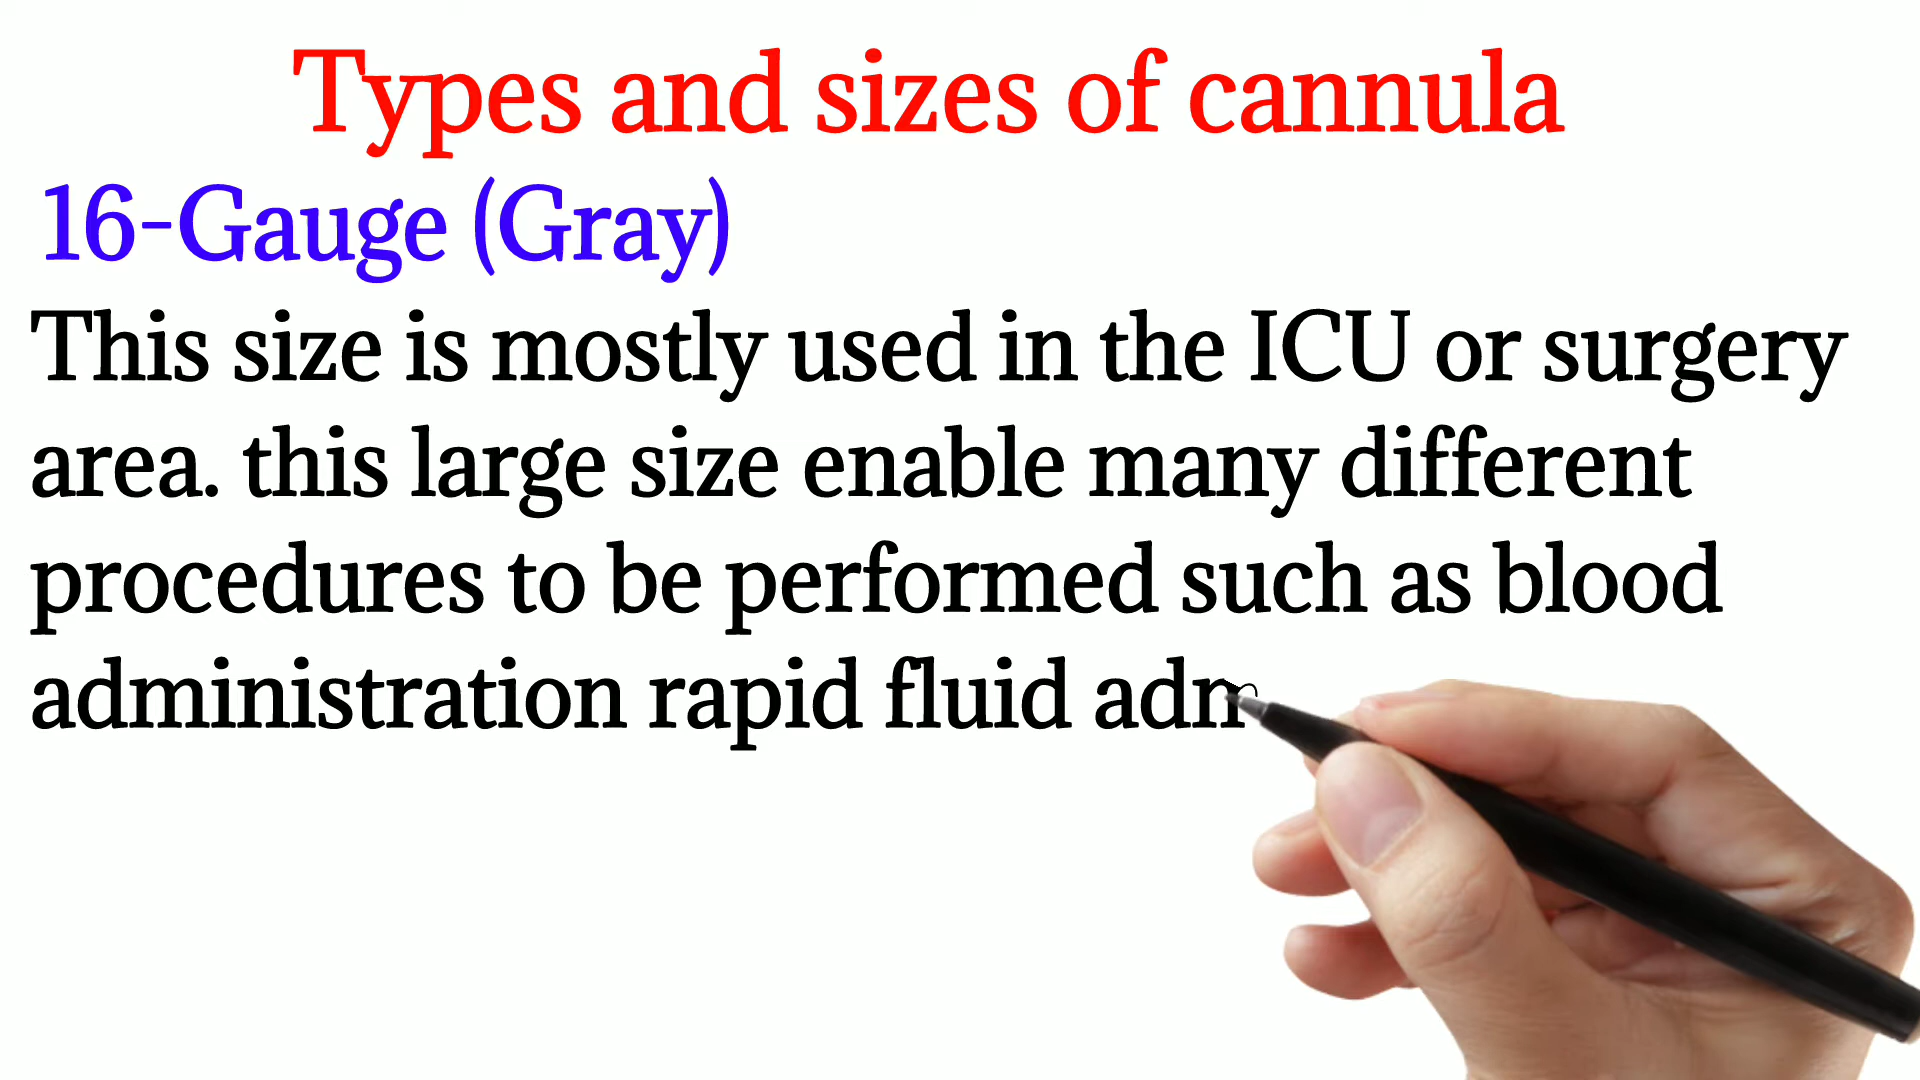 Types and sizes of cannula
16-Gauge (Gray)
This size is mostly used in the ICU or surgery
area. this large size enable many different
procedures to be performed such as blood
administration rapid fluid